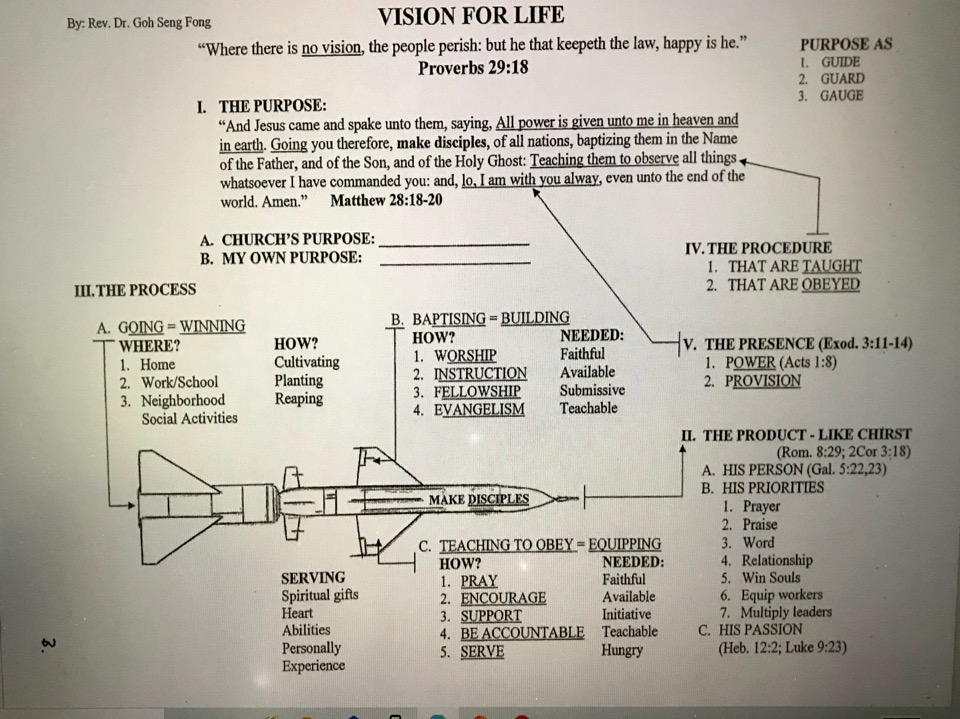 By: Rev. Dr. Goh Seng Fong
VISION FOR LIFE
“Where there is no vision, the people perish: but he that keepeth the law, happy is he.”
Proverbs 29:18
PURPOSE AS
1. GUIDE
2. GUARD
3. GAUGE
I. THE PURPOSE:
“And Jesus came and spake unto them, saying, All power is given unto me in heaven and
in earth. Going you therefore, make disciples, of all nations, baptizing them in the Name
of the Father, and of the Son, and of the Holy Ghost: Teaching them to observe all things
whatsoever I have commanded you: and, lo, I am with you alway, even unto the end of the
world. Amen.” Matthew 28:18-20
A. CHURCH’S PURPOSE:
B. MY OWN PURPOSE:
IV. THE PROCEDURE
1. THAT ARE TAUGHT
2. THAT ARE OBEYED
III. THE PROCESS
A. GOING = WINNING
WHERE?
1. Home
2. Work/School
3. Neighborhood
Social Activities
HOW?
Cultivating
Planting
Reaping
B. BAPTISING = BUILDING
HOW?
1. WORSHIP
2. INSTRUCTION
3. FELLOWSHIP
4. EVANGELISM
NEEDED:
Faithful
Available
Submissive
Teachable
V. THE PRESENCE (Exod. 3:11-14)
1. POWER (Acts 1:8)
2. PROVISION
II. THE PRODUCT - LIKE CHIRST
(Rom. 8:29; 2Cor 3:18)
A. HIS PERSON (Gal. 5:22,23)
B. HIS PRIORITIES
1. Prayer
2. Praise
3. Word
4. Relationship
5. Win Souls
6. Equip workers
7. Multiply leaders
C. HIS PASSION
(Heb. 12:2; Luke 9:23)
MAKE DISCIPLES
C. TEACHING TO OBEY = EQUIPPING
HOW?
1. PRAY
2. ENCOURAGE
3. SUPPORT
4. BE ACCOUNTABLE
5. SERVE
NEEDED:
Faithful
Available
Initiative
Teachable
Hungry
SERVING
Spiritual gifts
Heart
Abilities
Personally
Experience
3.